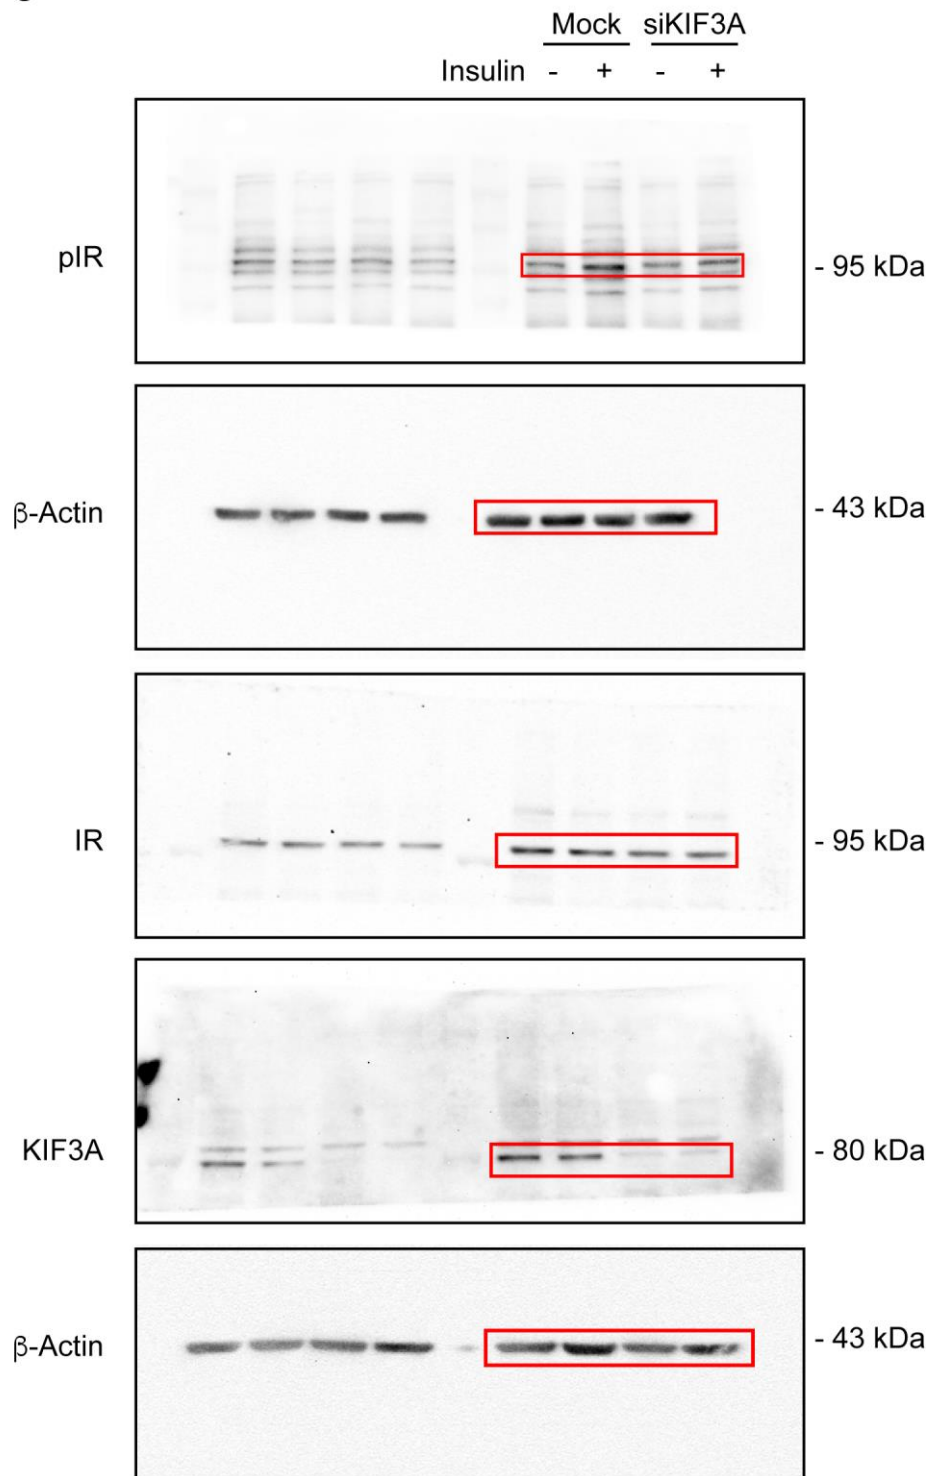 Mock siKIF3A
Insulin - + - +
pIR - 95 kDa
β-Actin - 43 kDa
IR - 95 kDa
KIF3A - 80 kDa
β-Actin - 43 kDa